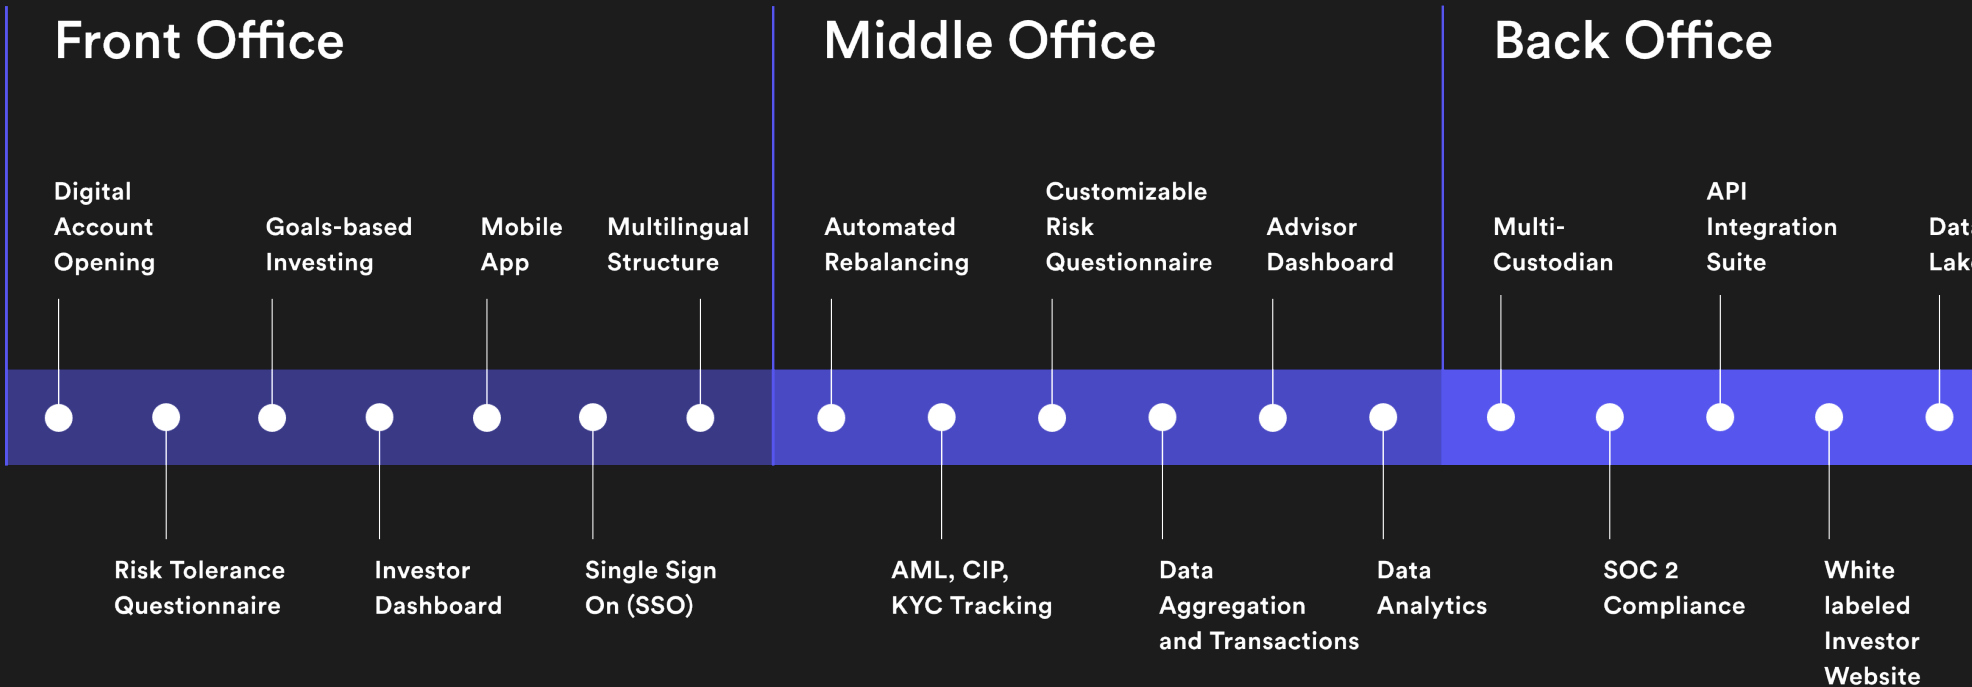 Front Office
Middle Office
Back Office
Digital
Account
Opening
Goals-based
Investing
Mobile
App
Multilingual
Structure
Automated
Rebalancing
Customizable
Risk
Questionnaire
Advisor
Dashboard
Multi-
Custodian
API
Integration
Suite
Risk Tolerance
Questionnaire
Investor
Dashboard
Single Sign
On (SSO)
AML, CIP,
KYC Tracking
Data
Aggregation
and Transactions
Data
Analytics
SOC 2
Compliance
White
labeled
Investor
Website